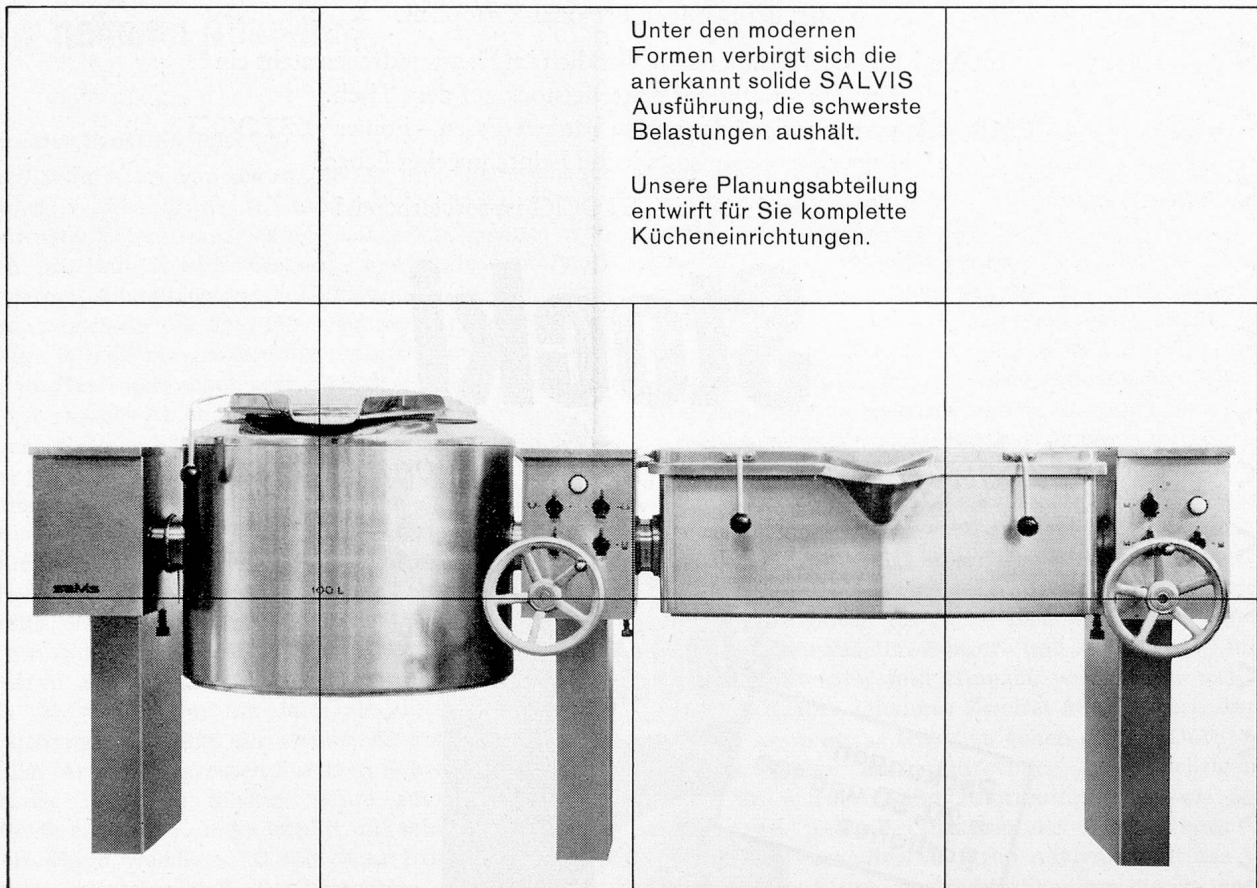 Unter den modernen
Formen verbirgt sich die
anerkannt solide SALVIS
Ausführung, die schwerste
Belastungen aushält.
Unsere Planungsabteilung
entwirft für Sie komplette
Kücheneinrichtungen.
100 L